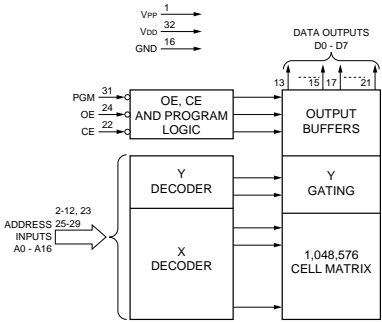 VPP 1
VDD 32
GND 16
DATA OUTPUTS
D0 - D7
13 15 17 21
PGM 31
OE 24
CE 22
OE, CE
AND PROGRAM
LOGIC
OUTPUT
BUFFERS
Y
DECODER
Y
GATING
2-12, 23
25-29
ADDRESS
INPUTS
A0 - A16
X
DECODER
1,048,576
CELL MATRIX